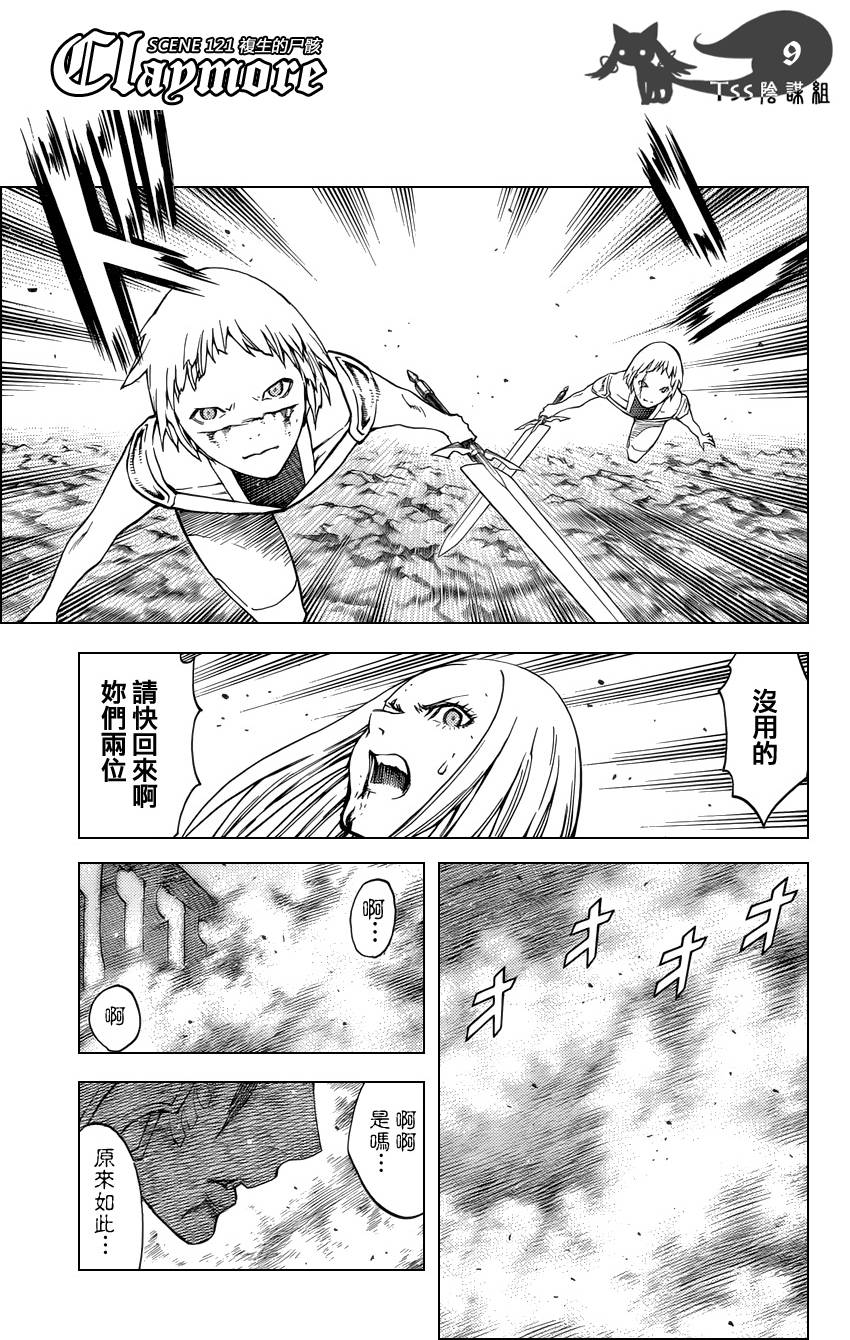 SCENE 121 複生的尸骸
Claymore
9
Tss陰謀組
ドン
沒用的
請快回來啊
妳們兩位
オオオオ
啊…
啊
啊啊
是嗎…
原來如此…